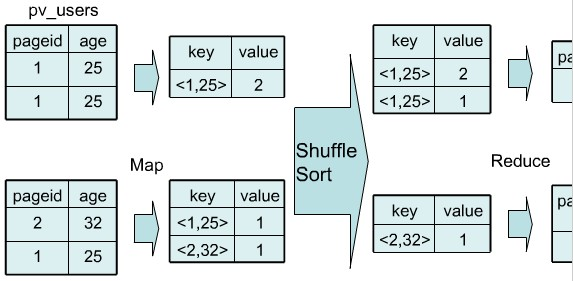 pv_users
pageid age
1 25
1 25
key value
<1,25> 2
key value
<1,25> 2
<1,25> 1
pa
Map
Shuffle
Sort
Reduce
pageid age
2 32
1 25
key value
<1,25> 1
<2,32> 1
key value
<2,32> 1
pa